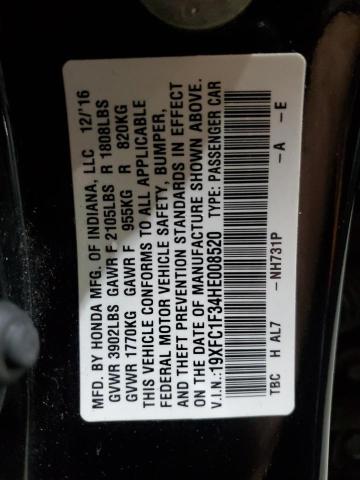 MFD. BY HONDA MFG. OF INDIANA, LLC 12/'16
GVWR 3902LBS GAWR F 2105LBS R 1808LBS
GVWR 1770KG GAWR F 955KG R 820KG
THIS VEHICLE CONFORMS TO ALL APPLICABLE
FEDERAL MOTOR VEHICLE SAFETY, BUMPER,
AND THEFT PREVENTION STANDARDS IN EFFECT
ON THE DATE OF MANUFACTURE SHOWN ABOVE.
V.I.N.:19XFC1F34HE008520 TYPE: PASSENGER CAR
TBC H AL7 -NH731P -A -E